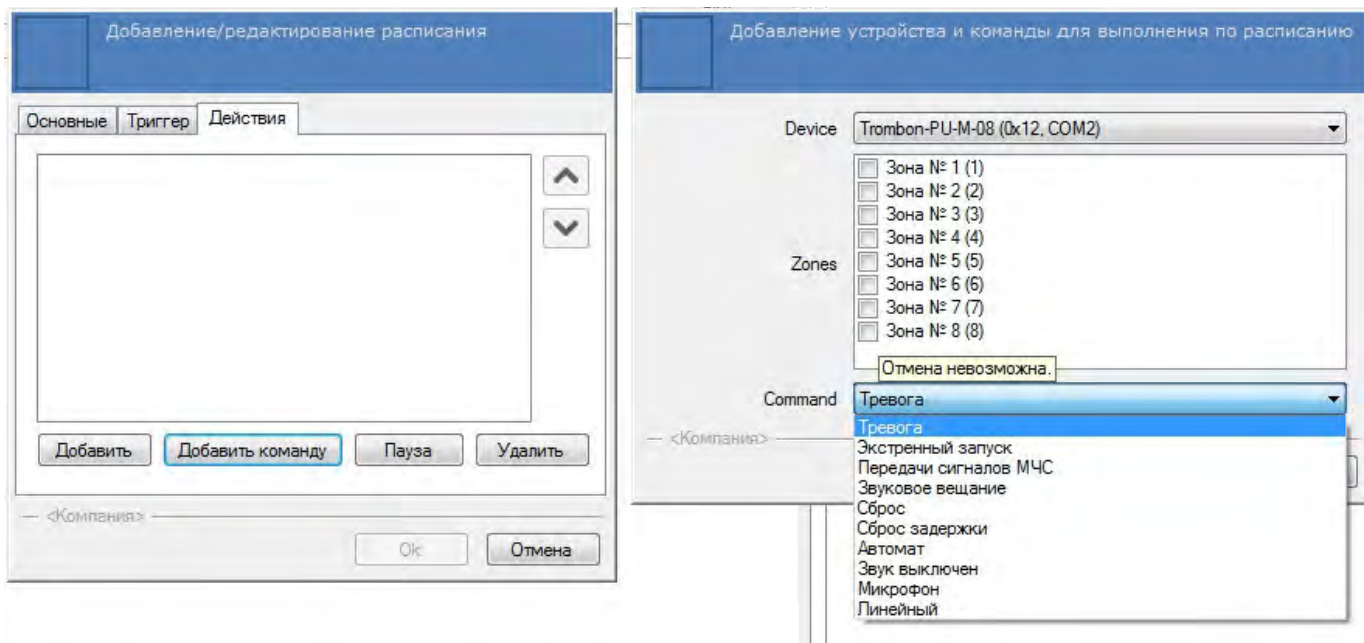 Добавление/редактирование расписания
Основные Триггер Действия
Добавить Добавить команду Пауза Удалить
<Компания>
Ok Отмена
Добавление устройства и команды для выполнения по расписанию
Device Trombon-PU-M-08 (0x12, COM2)
Zones
Зона № 1 (1)
Зона № 2 (2)
Зона № 3 (3)
Зона № 4 (4)
Зона № 5 (5)
Зона № 6 (6)
Зона № 7 (7)
Зона № 8 (8)
Отмена невозможна.
Command Тревога
<Компания>
Тревога
Экстренный запуск
Передачи сигналов МЧС
Звуковое вещание
Сброс
Сброс задержки
Автомат
Звук выключен
Микрофон
Линейный